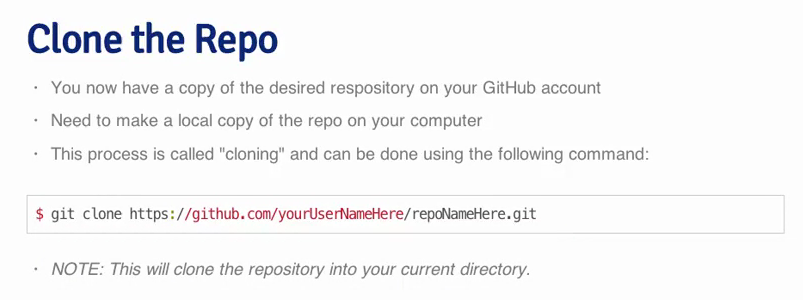 Clone the Repo
· You now have a copy of the desired respository on your GitHub account
· Need to make a local copy of the repo on your computer
· This process is called "cloning" and can be done using the following command:
$ git clone https://github.com/yourUserNameHere/repoNameHere.git
· NOTE: This will clone the repository into your current directory.